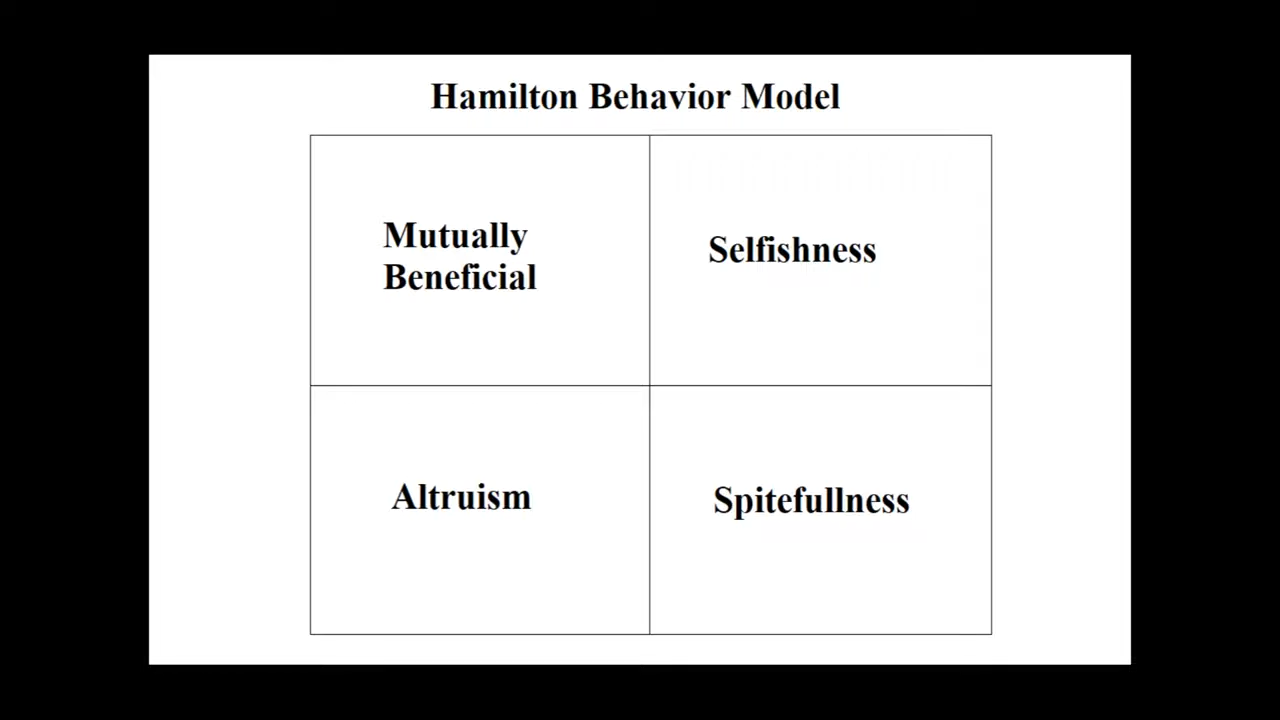 Hamilton Behavior Model
Mutually
Beneficial
Selfishness
Altruism
Spitefullness